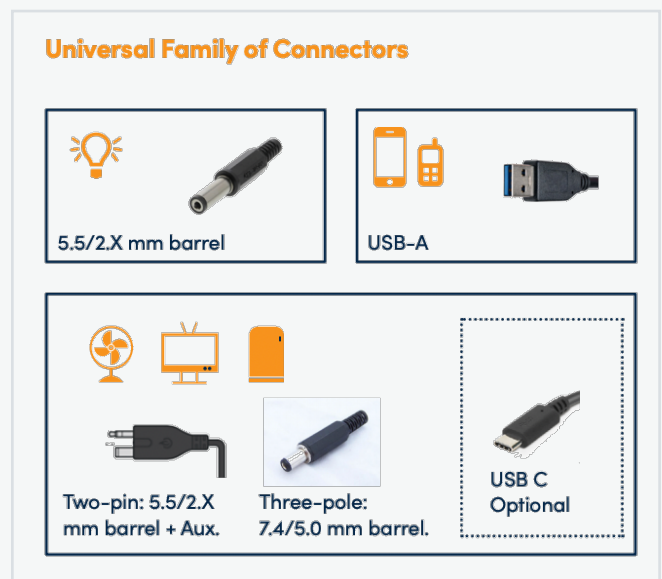 Universal Family of Connectors
5.5/2.X mm barrel
USB-A
Two-pin: 5.5/2.X
mm barrel + Aux.
Three-pole:
7.4/5.0 mm barrel.
USB C
Optional